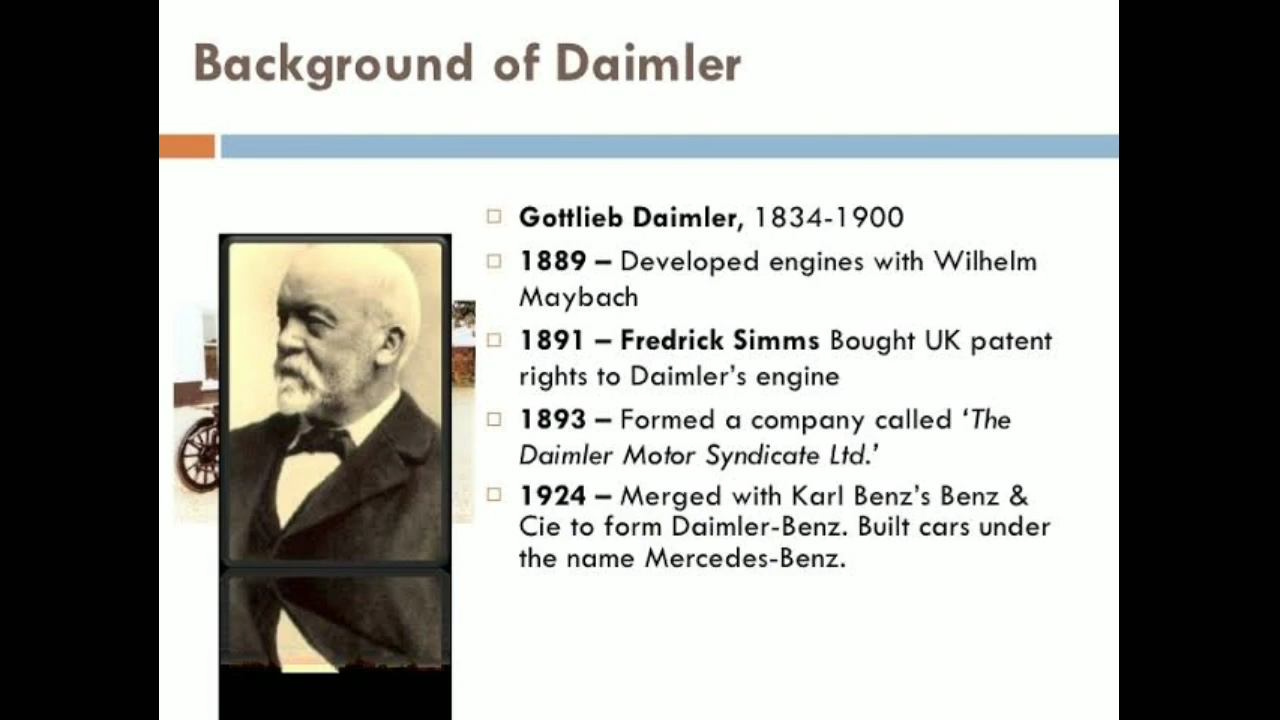 Background of Daimler
Gottlieb Daimler, 1834-1900
1889 – Developed engines with Wilhelm
Maybach
1891 – Fredrick Simms Bought UK patent
rights to Daimler’s engine
1893 – Formed a company called ‘The
Daimler Motor Syndicate Ltd.’
1924 – Merged with Karl Benz’s Benz &
Cie to form Daimler-Benz. Built cars under
the name Mercedes-Benz.